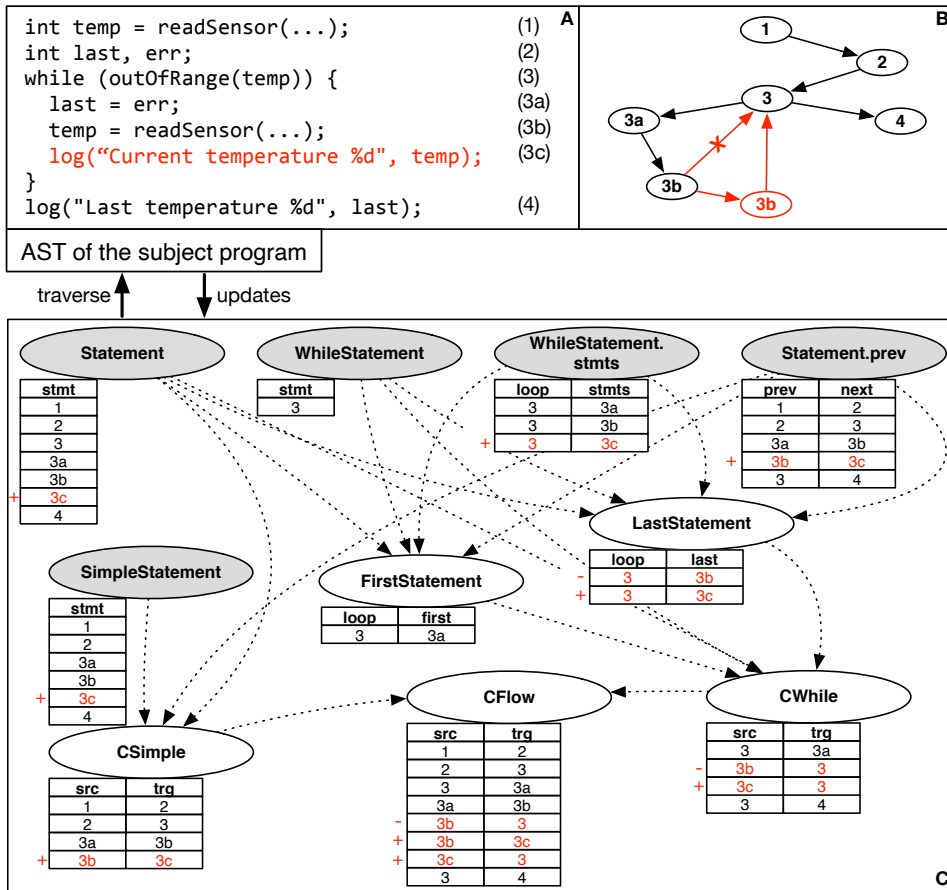 A
int temp = readSensor(...); (1)
int last, err; (2)
while (outOfRange(temp)) { (3)
last = err; (3a)
temp = readSensor(...); (3b)
log(“Current temperature %d", temp); (3c)
}
log("Last temperature %d", last); (4)
B
1
2
3
3a
4
3b
3b
AST of the subject program
traverse
updates
Statement
stmt
1
2
3
3a
3b
+ 3c
4
WhileStatement
stmt
3
WhileStatement.
stmts
loop stmts
3 3a
3 3b
+ 3 3c
Statement.prev
prev next
1 2
2 3
3a 3b
+ 3b 3c
3 4
LastStatement
loop last
- 3 3b
+ 3 3c
FirstStatement
loop first
3 3a
SimpleStatement
stmt
1
2
3a
3b
+ 3c
4
CSimple
src trg
1 2
2 3
3a 3b
+ 3b 3c
CFlow
src trg
1 2
2 3
3 3a
3a 3b
- 3b 3
+ 3b 3c
+ 3c 3
3 4
CWhile
src trg
3 3a
- 3b 3
+ 3c 3
3 4
C